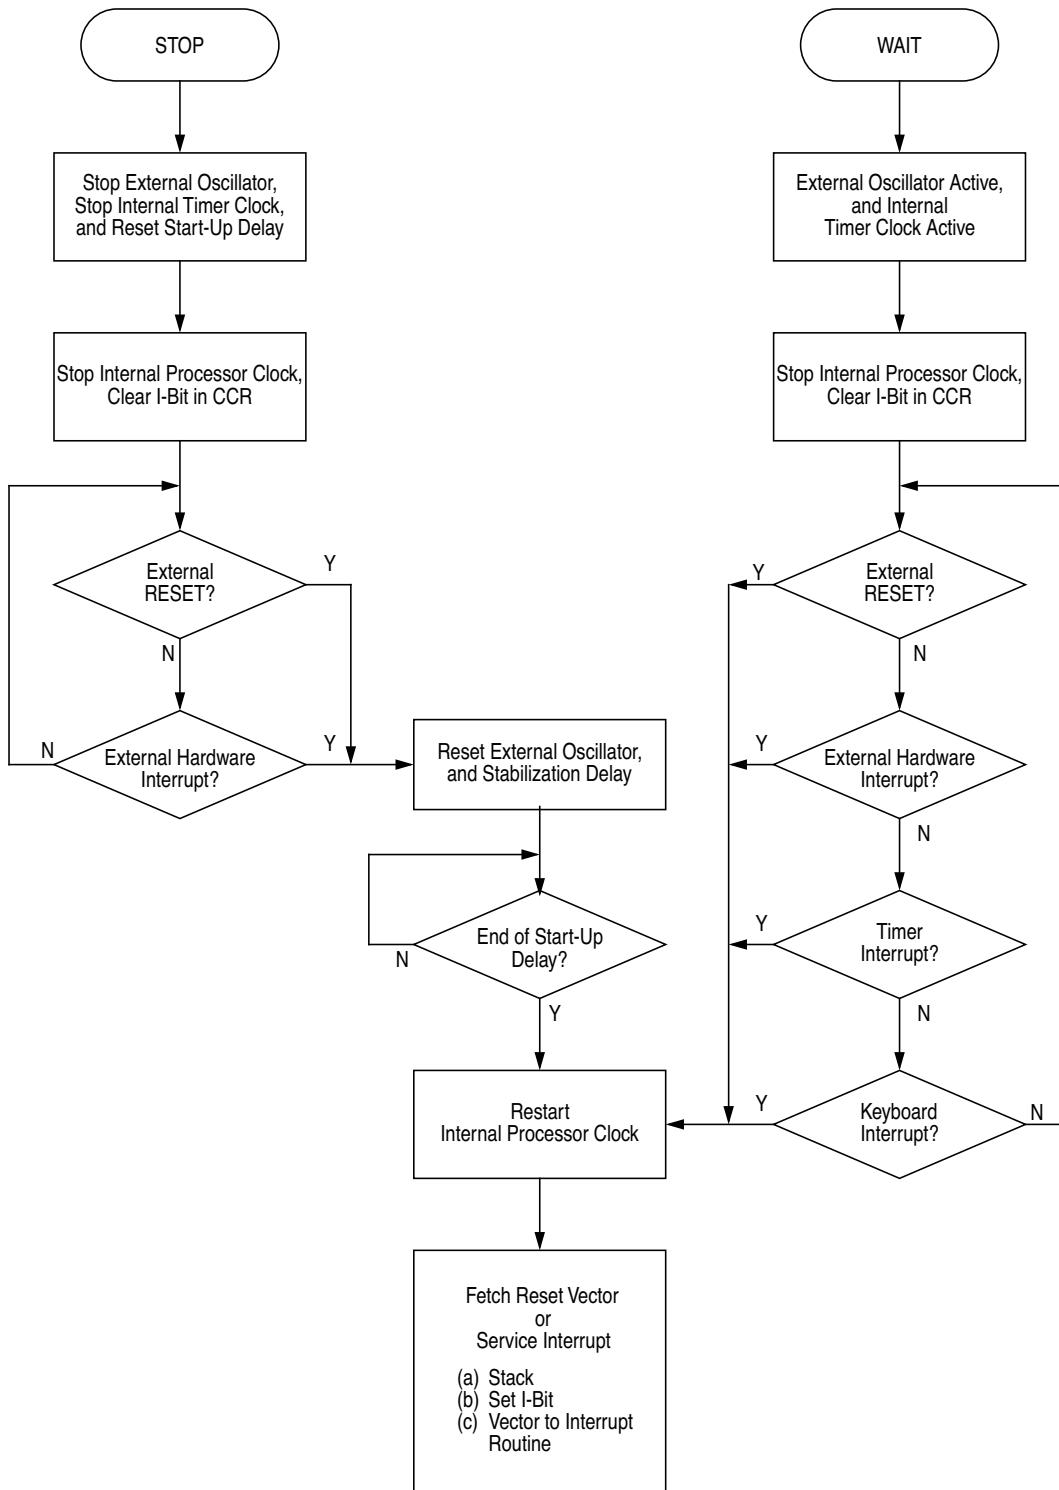 STOP
Stop External Oscillator,
Stop Internal Timer Clock,
and Reset Start-Up Delay
Stop Internal Processor Clock,
Clear I-Bit in CCR
External
RESET?
Y
N
External Hardware
Interrupt?
N
Y
Reset External Oscillator,
and Stabilization Delay
End of Start-Up
Delay?
N
Y
Restart
Internal Processor Clock
Fetch Reset Vector
or
Service Interrupt
(a) Stack
(b) Set I-Bit
(c) Vector to Interrupt
Routine
WAIT
External Oscillator Active,
and Internal
Timer Clock Active
Stop Internal Processor Clock,
Clear I-Bit in CCR
External
RESET?
Y
N
External Hardware
Interrupt?
Y
N
Timer
Interrupt?
Y
N
Keyboard
Interrupt?
Y
N